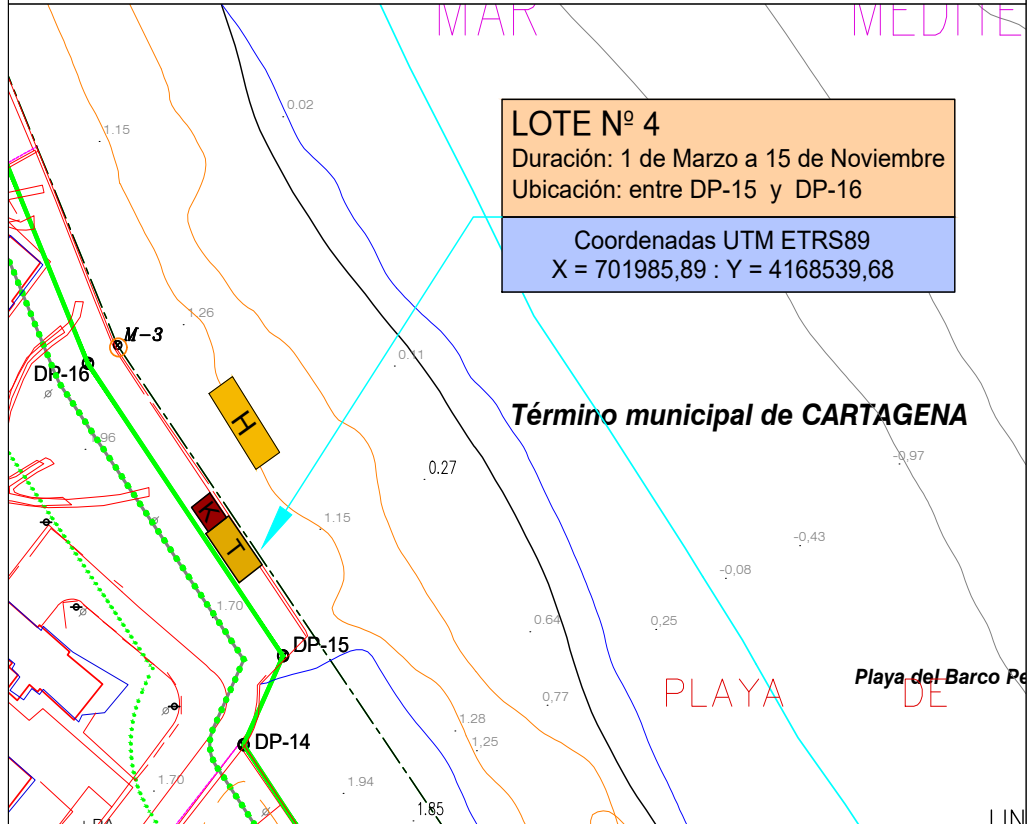 MAR
MEDITE
0.02
1.15
LOTE Nº 4
Duración: 1 de Marzo a 15 de Noviembre
Ubicación: entre DP-15 y DP-16
Coordenadas UTM ETRS89
X = 701985,89 : Y = 4168539,68
1.26
M-3
0.11
DP-16
H
Término municipal de CARTAGENA
1.96
-0,97
0.27
K
T
1.15
-0,43
-0,08
1.70
0.64
0,25
DP-15
Playa del Barco Pe
PLAYA DE
0,77
1.28
1,25
DP-14
1.70
1.94
1.85
LIN